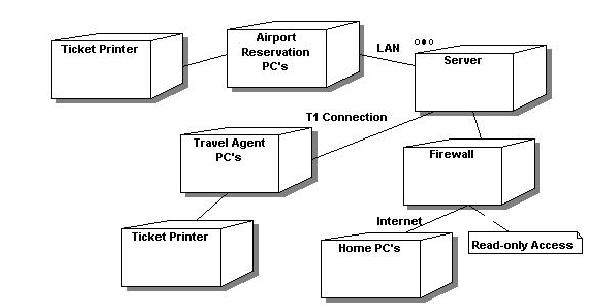 Ticket Printer
Airport
Reservation
PC's
LAN
Server
T1 Connection
Travel Agent
PC's
Firewall
Ticket Printer
Internet
Home PC's
Read-only Access